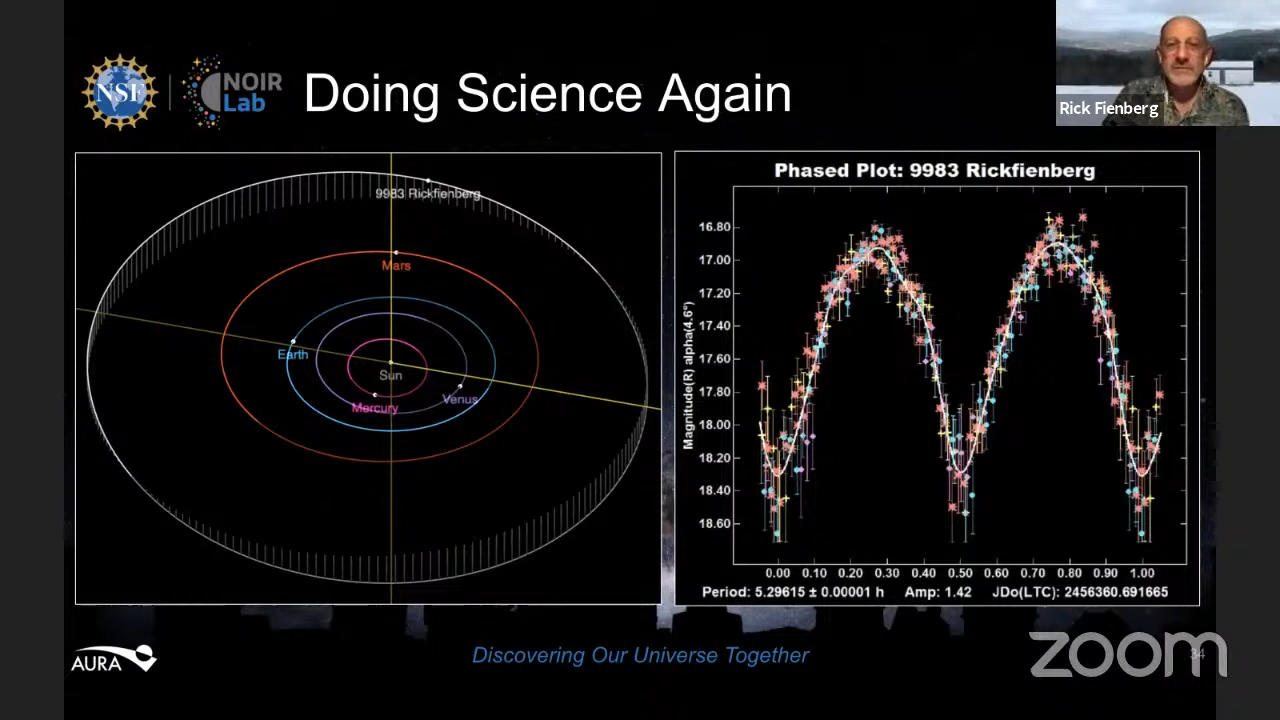 NSF
NOIR
Lab
Doing Science Again
Rick Fienberg
9983 Rickfienberg
Mars
Earth
Sun
Mercury
Venus
Phased Plot: 9983 Rickfienberg
Magnitude(R) alpha(4.6°)
16.80
17.00
17.20
17.40
17.60
17.80
18.00
18.20
18.40
18.60
0.00 0.10 0.20 0.30 0.40 0.50 0.60 0.70 0.80 0.90 1.00
Period: 5.29615 ± 0.00001 h Amp: 1.42 JDo(LTC): 2456360.691665
AURA
Discovering Our Universe Together
zoom
34